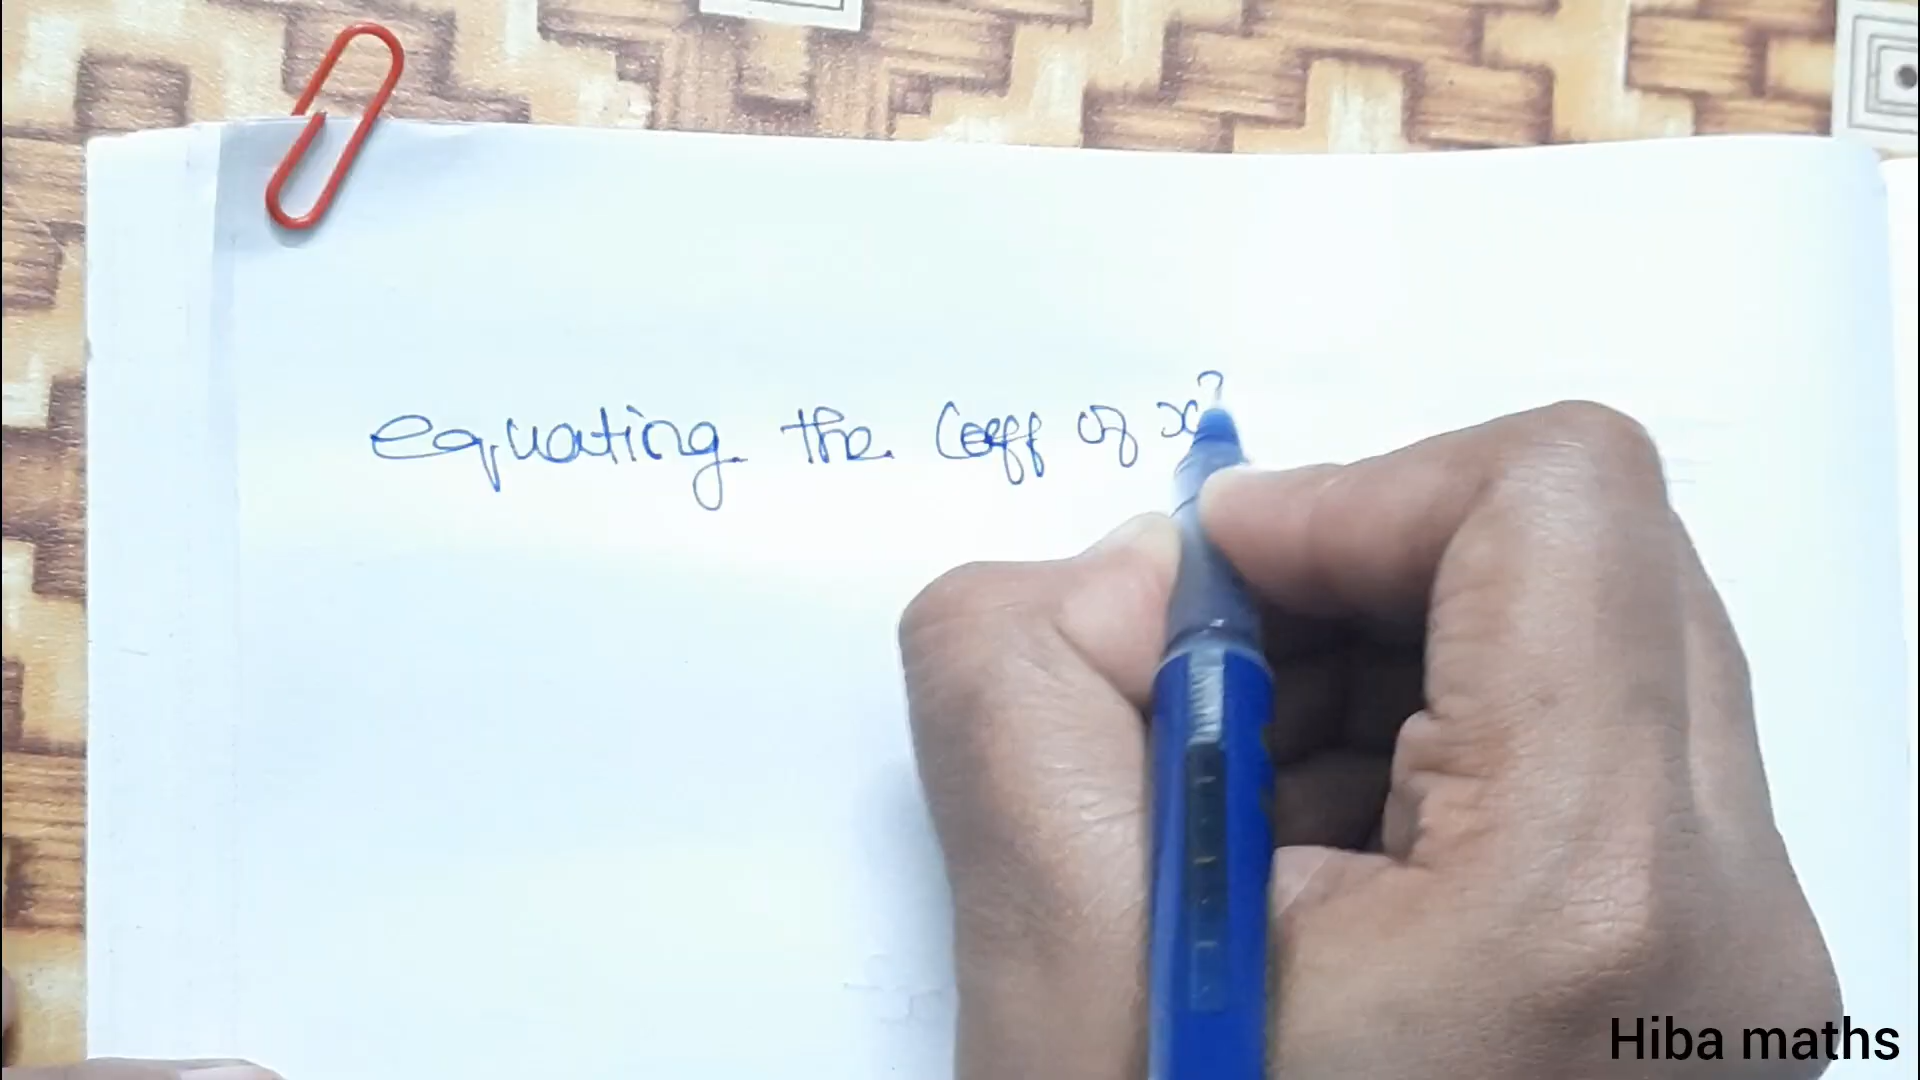 equating the Coeff of x²
Hiba maths